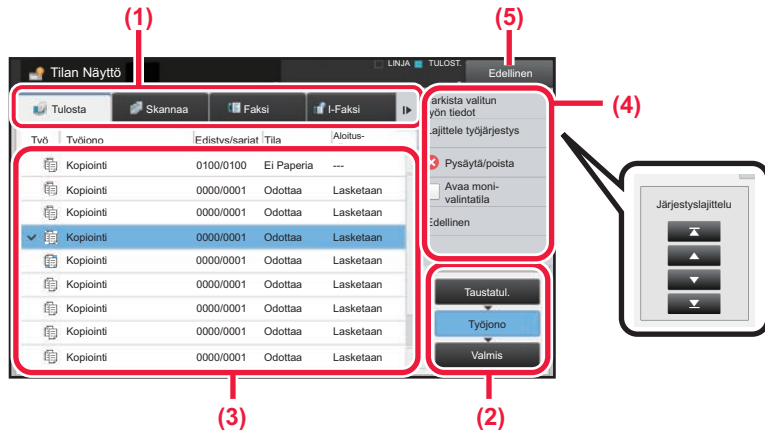 (1)
(5)
Tilan Näyttö
LINJA
TULOST.
Edellinen
Tulosta
Skannaa
Faksi
I-Faksi
(4)
arkista valitun
yön tiedot
ajittele työjärjestys
Pysäytä/poista
Avaa moni-
valintatila
Edellinen
Työ Työjono Edistys/sarjat Tila Aloitus-
Kopiointi 0100/0100 Ei Paperia ---
Kopiointi 0000/0001 Odottaa Lasketaan
Kopiointi 0000/0001 Odottaa Lasketaan
Kopiointi 0000/0001 Odottaa Lasketaan
Kopiointi 0000/0001 Odottaa Lasketaan
Kopiointi 0000/0001 Odottaa Lasketaan
Kopiointi 0000/0001 Odottaa Lasketaan
Kopiointi 0000/0001 Odottaa Lasketaan
Kopiointi 0000/0001 Odottaa Lasketaan
Taustatul.
Työjono
Valmis
Järjestyslajittelu
(3)
(2)